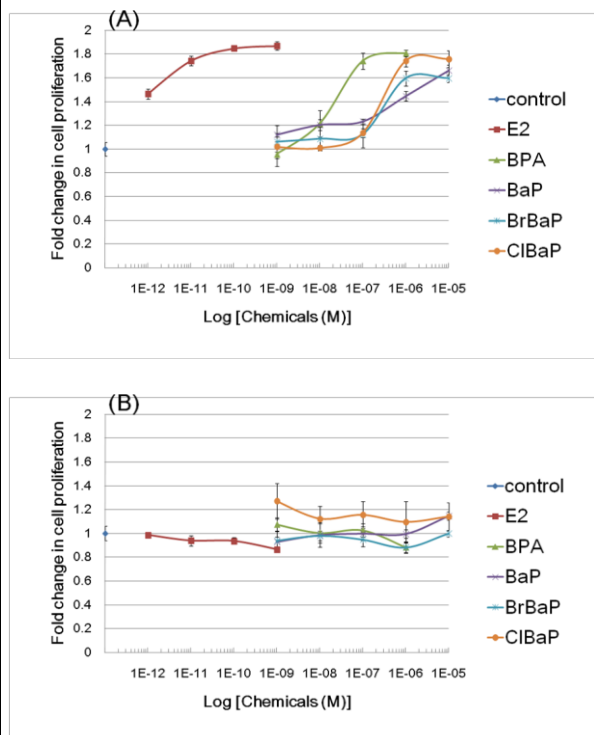 (A)
Fold change in cell proliferation
2
1.8
1.6
1.4
1.2
1
0.8
0.6
0.4
0.2
0
1E-12 1E-11 1E-10 1E-09 1E-08 1E-07 1E-06 1E-05
Log [Chemicals (M)]
control
E2
BPA
BaP
BrBaP
ClBaP
(B)
Fold change in cell proliferation
2
1.8
1.6
1.4
1.2
1
0.8
0.6
0.4
0.2
0
1E-12 1E-11 1E-10 1E-09 1E-08 1E-07 1E-06 1E-05
Log [Chemicals (M)]
control
E2
BPA
BaP
BrBaP
ClBaP